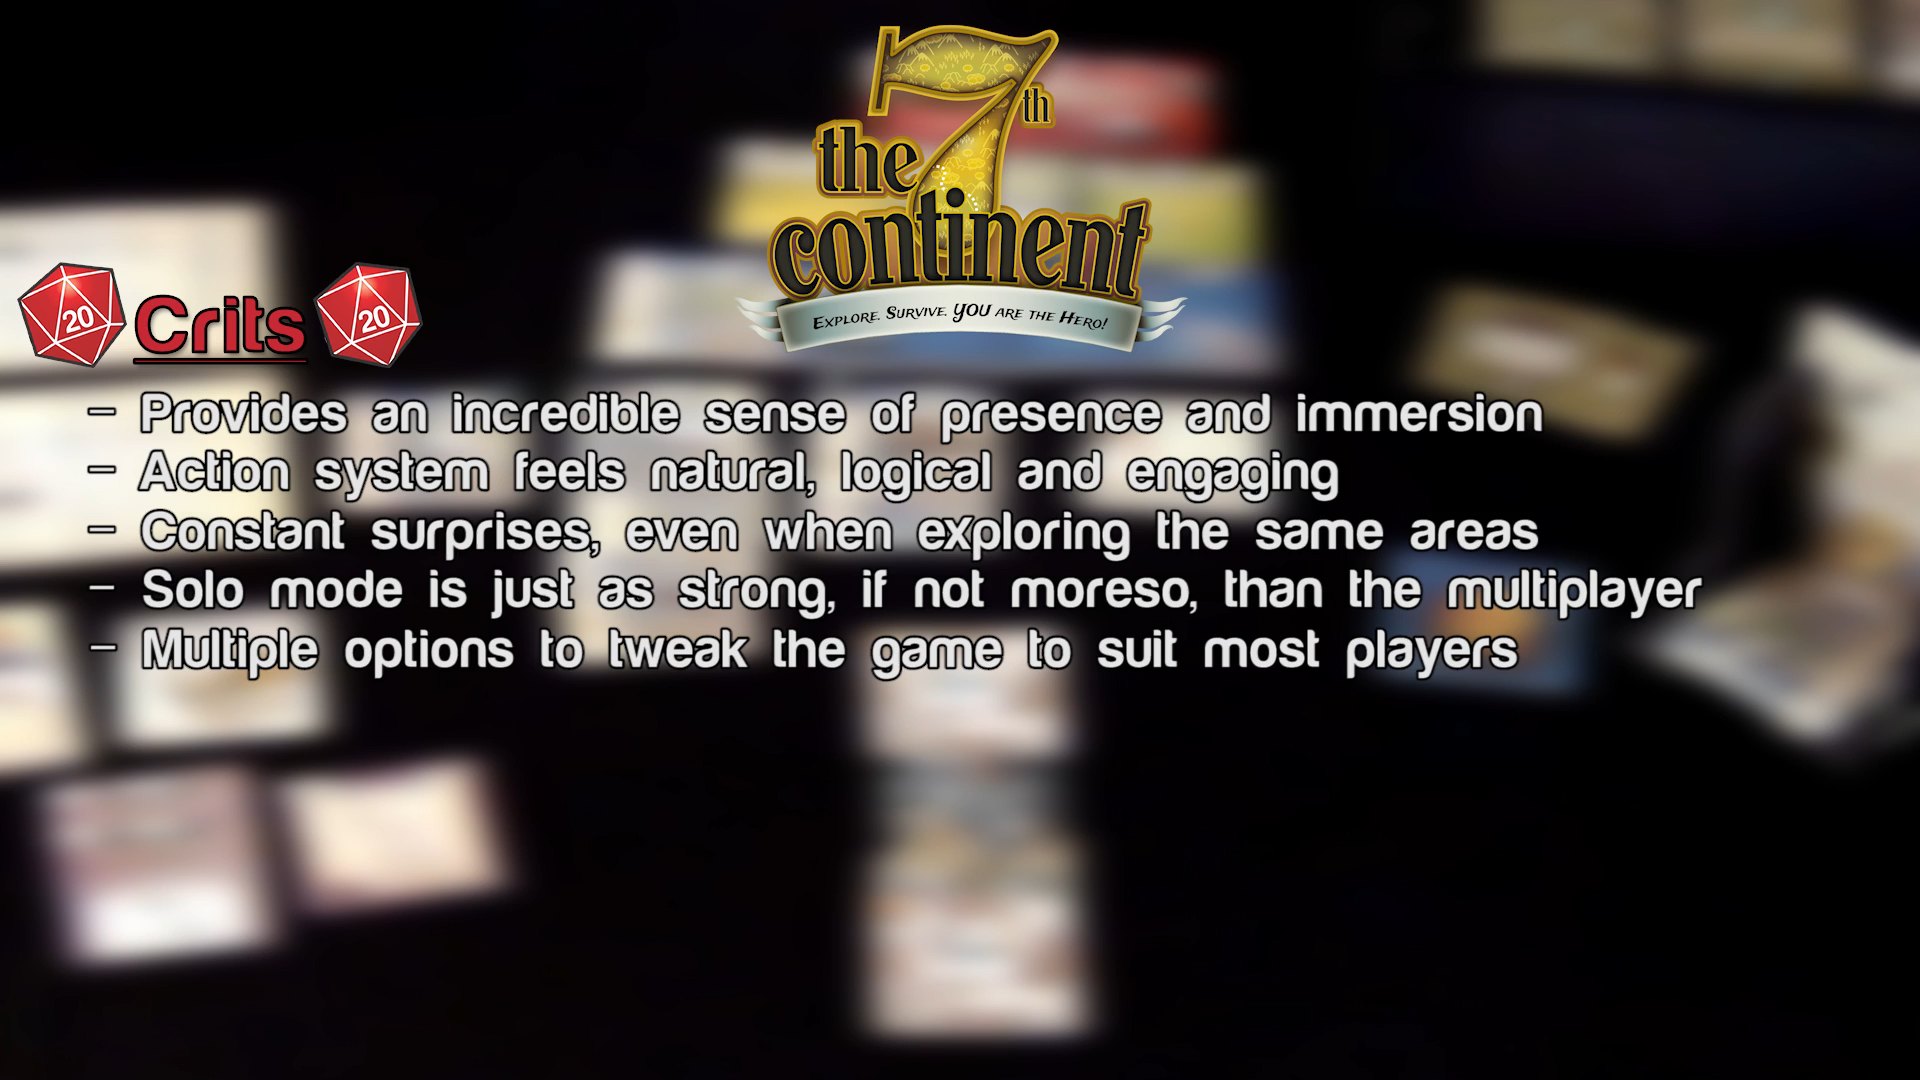 the 7th
continent
EXPLORE. SURVIVE. YOU ARE THE HERO!
20 Crits 20
- Provides an incredible sense of presence and immersion
- Action system feels natural, logical and engaging
- Constant surprises, even when exploring the same areas
- Solo mode is just as strong, if not moreso, than the multiplayer
- Multiple options to tweak the game to suit most players